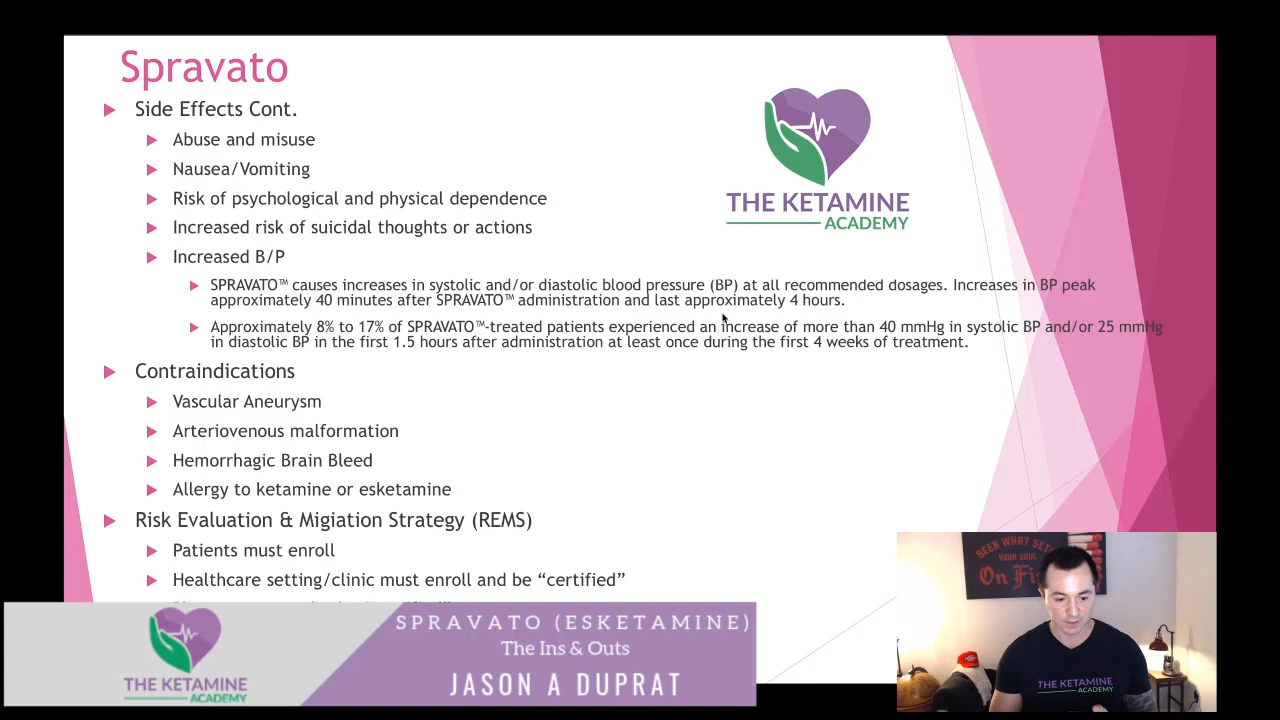 Spravato
Side Effects Cont.
Abuse and misuse
Nausea/Vomiting
Risk of psychological and physical dependence
Increased risk of suicidal thoughts or actions
Increased B/P
SPRAVATO™ causes increases in systolic and/or diastolic blood pressure (BP) at all recommended dosages. Increases in BP peak
approximately 40 minutes after SPRAVATO™ administration and last approximately 4 hours.
Approximately 8% to 17% of SPRAVATO™-treated patients experienced an increase of more than 40 mmHg in systolic BP and/or 25 mmHg
in diastolic BP in the first 1.5 hours after administration at least once during the first 4 weeks of treatment.
Contraindications
Vascular Aneurysm
Arteriovenous malformation
Hemorrhagic Brain Bleed
Allergy to ketamine or esketamine
Risk Evaluation & Migiation Strategy (REMS)
Patients must enroll
Healthcare setting/clinic must enroll and be “certified”
THE KETAMINE
ACADEMY
THE KETAMINE
ACADEMY
SPRAVATO (ESKETAMINE)
The Ins & Outs
JASON A DUPRAT
YOUR SOUL
THE KETAMINE
ACADEMY